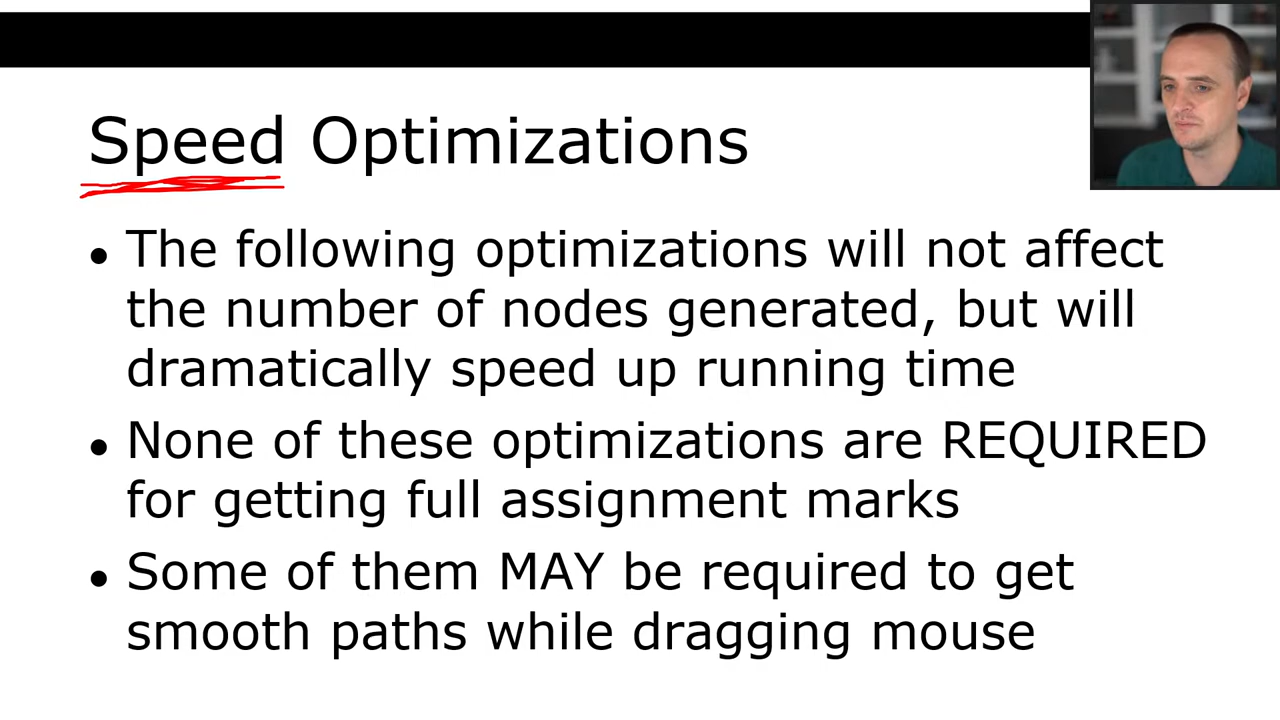 Speed Optimizations
● The following optimizations will not affect
the number of nodes generated, but will
dramatically speed up running time
● None of these optimizations are REQUIRED
for getting full assignment marks
● Some of them MAY be required to get
smooth paths while dragging mouse